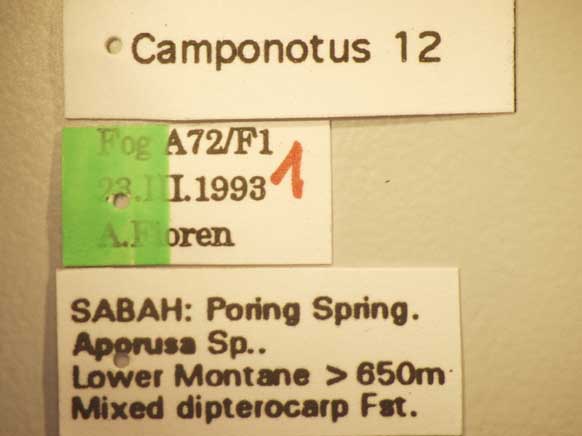 Camponotus 12
Fog A72/F1
23.III.1993 1
A.Floren
SABAH: Poring Spring.
Aporusa Sp..
Lower Montane > 650m
Mixed dipterocarp Fst.